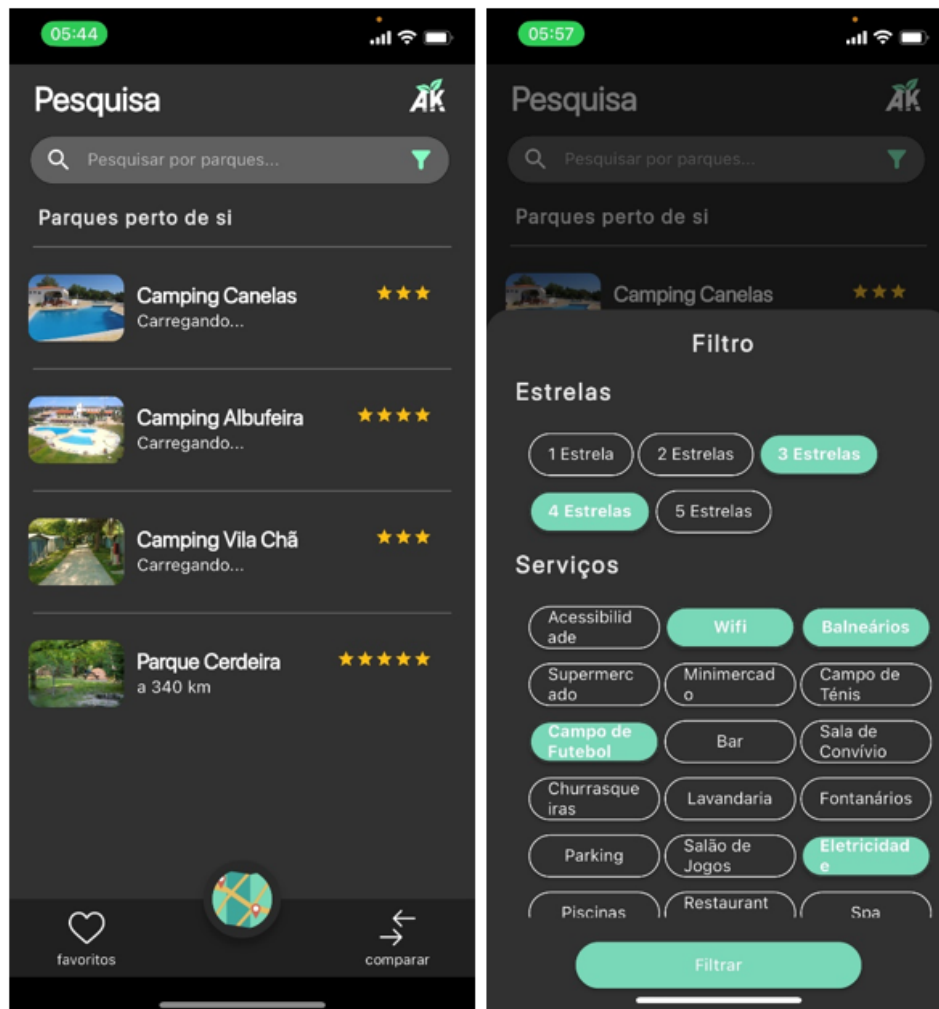 05:44
Pesquisa
AK
Pesquisar por parques...
Parques perto de si
Camping Canelas
Carregando...
Camping Albufeira
Carregando...
Camping Vila Chã
Carregando...
Parque Cerdeira
a 340 km
favoritos
comparar
05:57
Pesquisa
AK
Pesquisar por parques...
Parques perto de si
Camping Canelas
Filtro
Estrelas
1 Estrela
2 Estrelas
3 Estrelas
4 Estrelas
5 Estrelas
Serviços
Acessibilid
ade
Wifi
Balneários
Supermerc
ado
Minimercad
o
Campo de
Ténis
Campo de
Futebol
Bar
Sala de
Convívio
Churrasque
iras
Lavandaria
Fontanários
Parking
Salão de
Jogos
Eletricidad
e
Piscinas
Restaurant
Spa
Filtrar